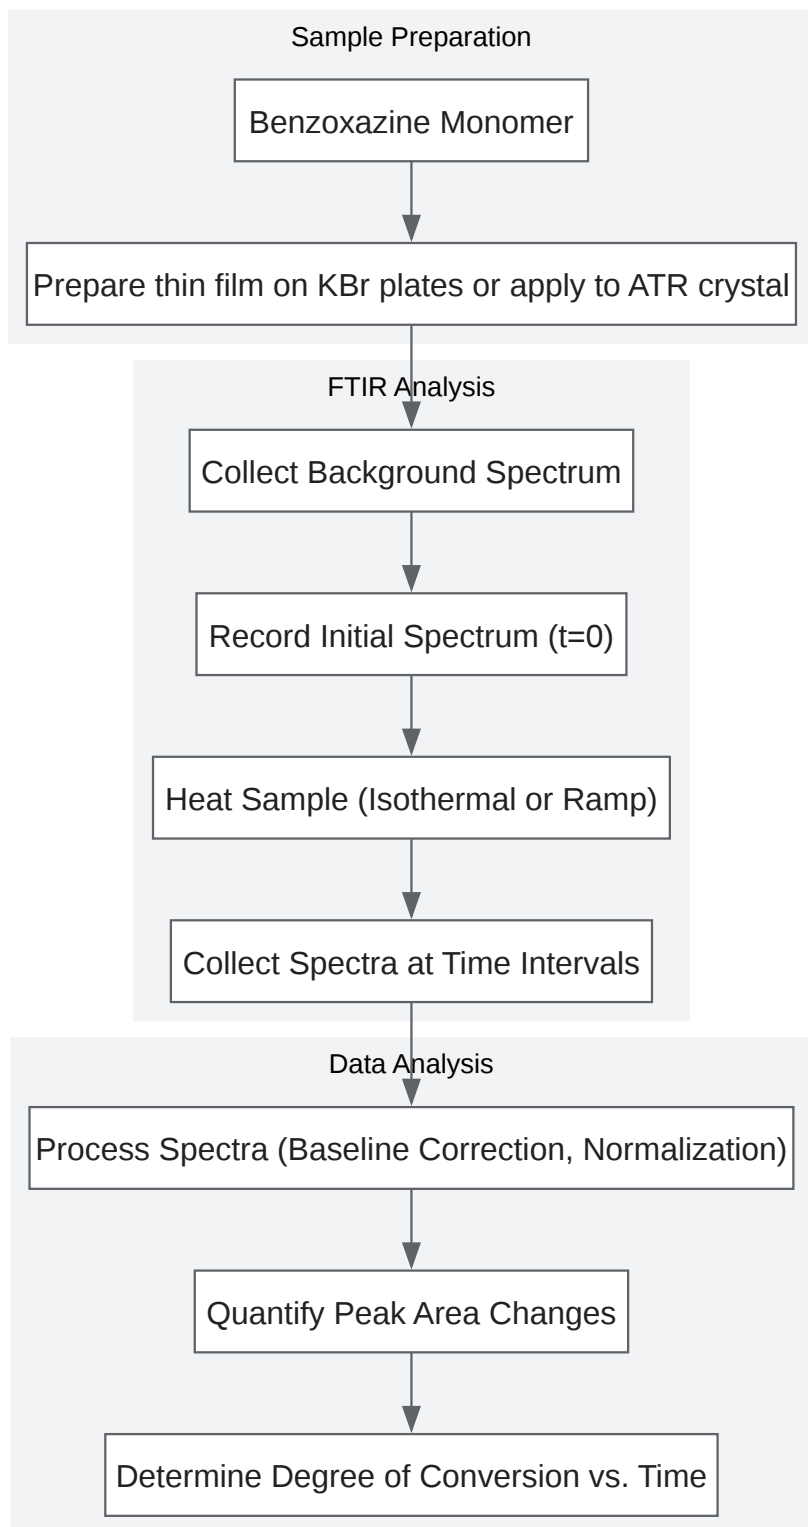 Sample Preparation
Benzoxazine Monomer
Prepare thin film on KBr plates or apply to ATR crystal
FTIR Analysis
Collect Background Spectrum
Record Initial Spectrum (t=0)
Heat Sample (Isothermal or Ramp)
Collect Spectra at Time Intervals
Data Analysis
Process Spectra (Baseline Correction, Normalization)
Quantify Peak Area Changes
Determine Degree of Conversion vs. Time